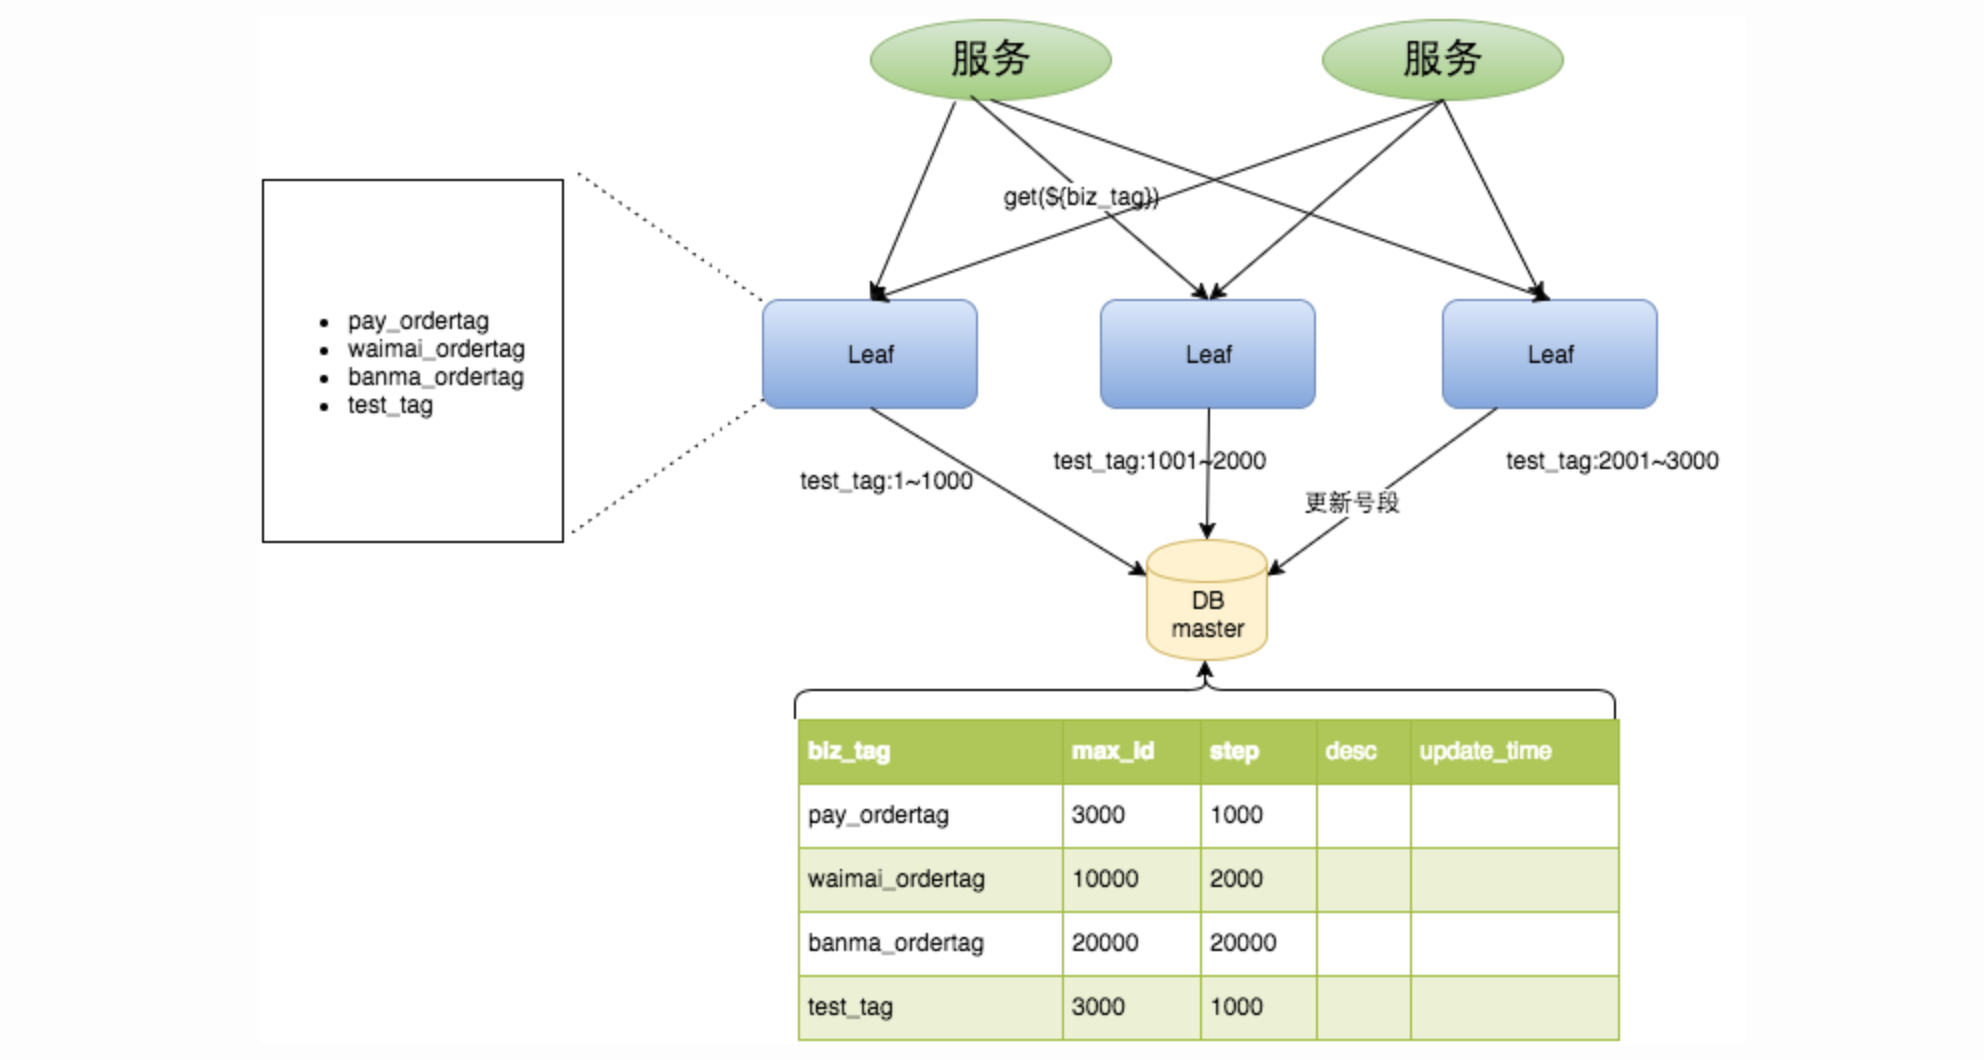 服务
服务
get(${biz_tag})
pay_ordertag
waimai_ordertag
banma_ordertag
test_tag
Leaf
Leaf
Leaf
test_tag:1~1000
test_tag:1001~2000
test_tag:2001~3000
更新号段
DB
master
biz_tag max_id step desc update_time
pay_ordertag 3000 1000
waimai_ordertag 10000 2000
banma_ordertag 20000 20000
test_tag 3000 1000